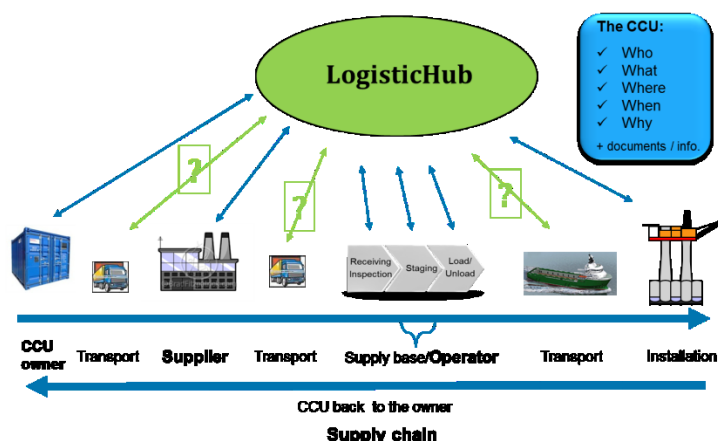 LogisticHub
The CCU:
✓ Who
✓ What
✓ Where
✓ When
✓ Why
+ documents / info.
?
?
?
Receiving
Inspection
Staging
Load/
Unload
CCU
owner
Transport
Supplier
Transport
Supply base/Operator
Transport
Installation
CCU back to the owner
Supply chain